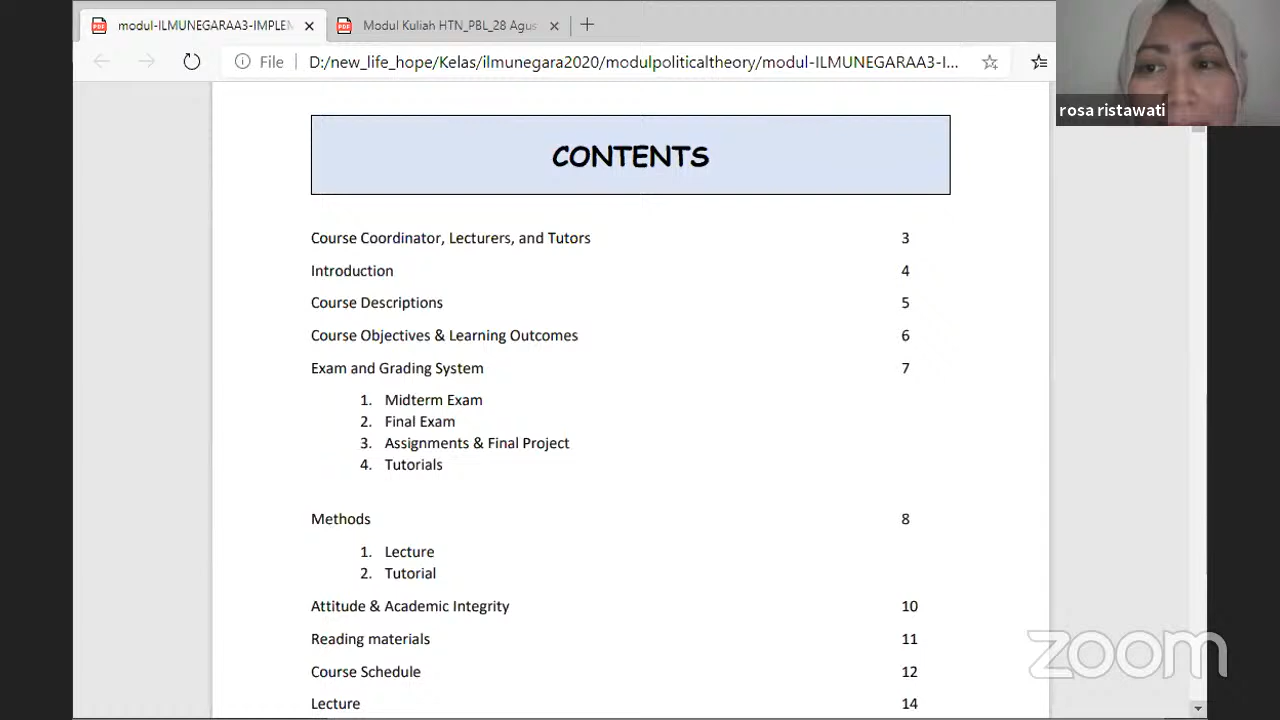 modul-ILMUNEGARAA3-IMPLEM
Modul Kuliah HTN_PBL_28 Agus
File
D:/new_life_hope/Kelas/ilmunegara2020/modulpoliticaltheory/modul-ILMUNEGARAA3-I...
rosa ristawati
CONTENTS
Course Coordinator, Lecturers, and Tutors 3
Introduction 4
Course Descriptions 5
Course Objectives & Learning Outcomes 6
Exam and Grading System 7
1. Midterm Exam
2. Final Exam
3. Assignments & Final Project
4. Tutorials
Methods 8
1. Lecture
2. Tutorial
Attitude & Academic Integrity 10
Reading materials 11
Course Schedule 12
Lecture 14
zoom